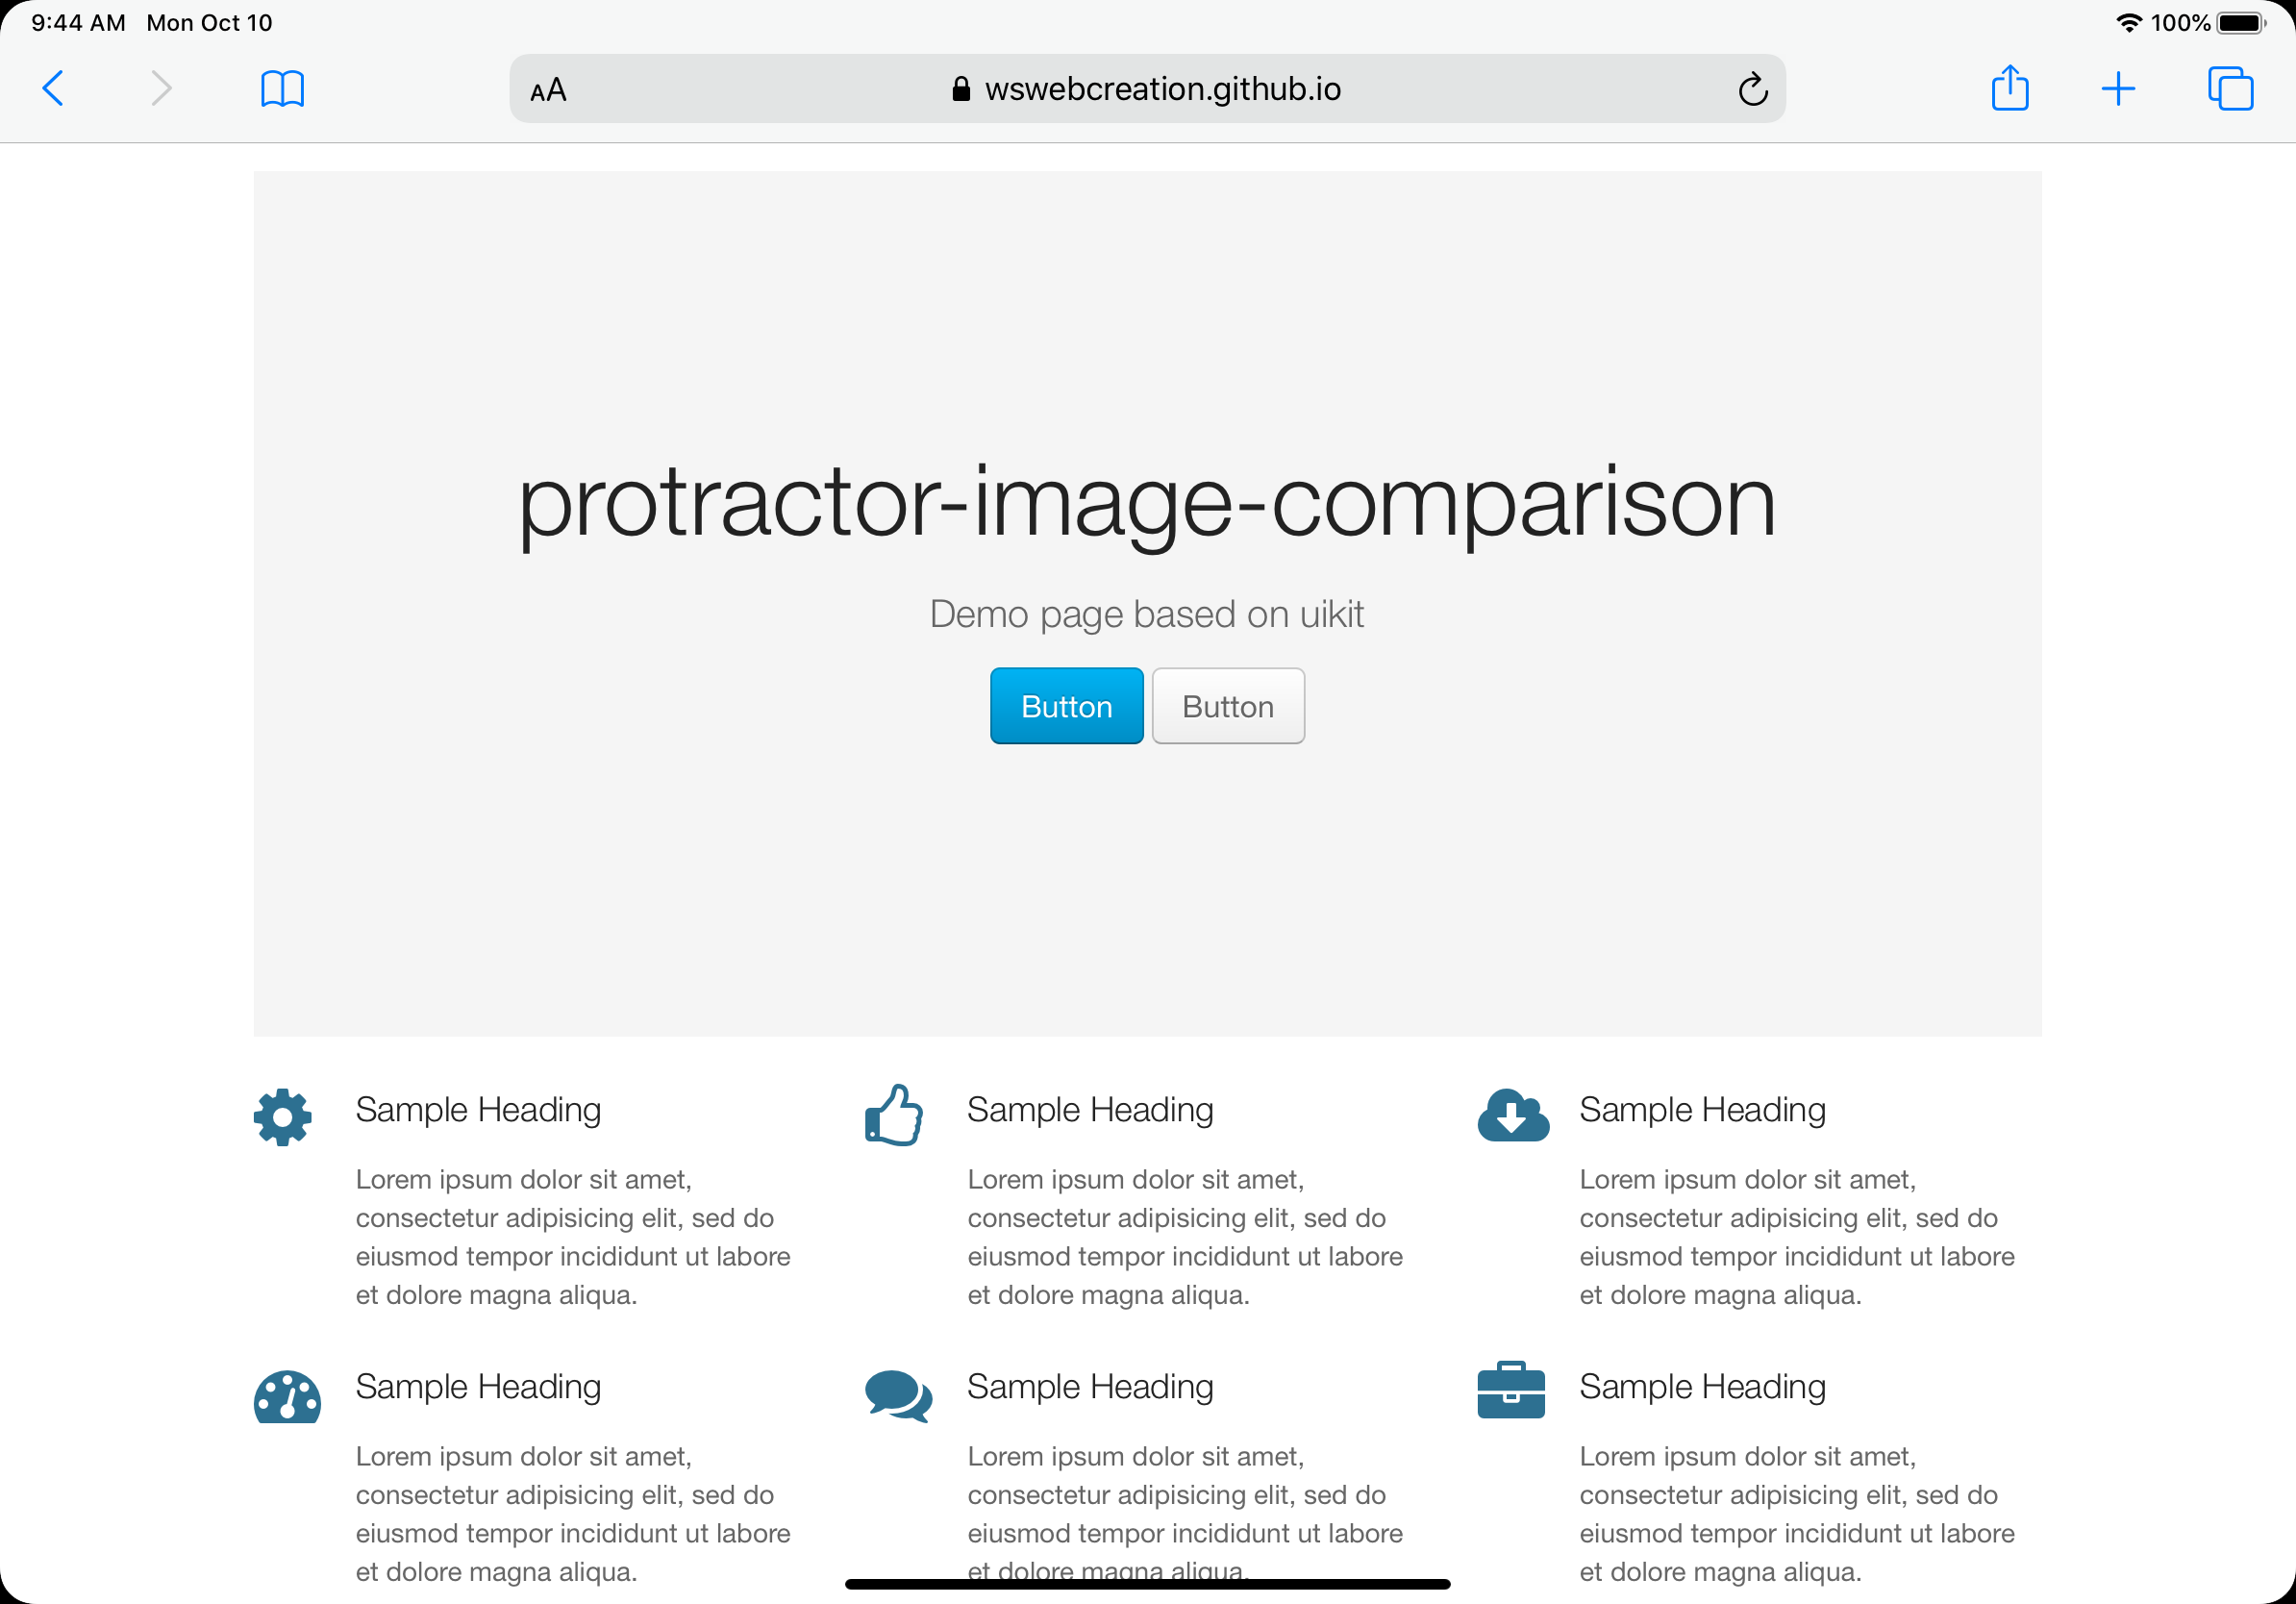 9:44 AM Mon Oct 10 100%
AA wswebcreation.github.io
protractor-image-comparison
Demo page based on uikit
Button Button
Sample Heading
Lorem ipsum dolor sit amet,
consectetur adipisicing elit, sed do
eiusmod tempor incididunt ut labore
et dolore magna aliqua.
Sample Heading
Lorem ipsum dolor sit amet,
consectetur adipisicing elit, sed do
eiusmod tempor incididunt ut labore
et dolore magna aliqua.
Sample Heading
Lorem ipsum dolor sit amet,
consectetur adipisicing elit, sed do
eiusmod tempor incididunt ut labore
et dolore magna aliqua.
Sample Heading
Lorem ipsum dolor sit amet,
consectetur adipisicing elit, sed do
eiusmod tempor incididunt ut labore
et dolore magna aliqua.
Sample Heading
Lorem ipsum dolor sit amet,
consectetur adipisicing elit, sed do
eiusmod tempor incididunt ut labore
et dolore magna aliqua.
Sample Heading
Lorem ipsum dolor sit amet,
consectetur adipisicing elit, sed do
eiusmod tempor incididunt ut labore
et dolore magna aliqua.